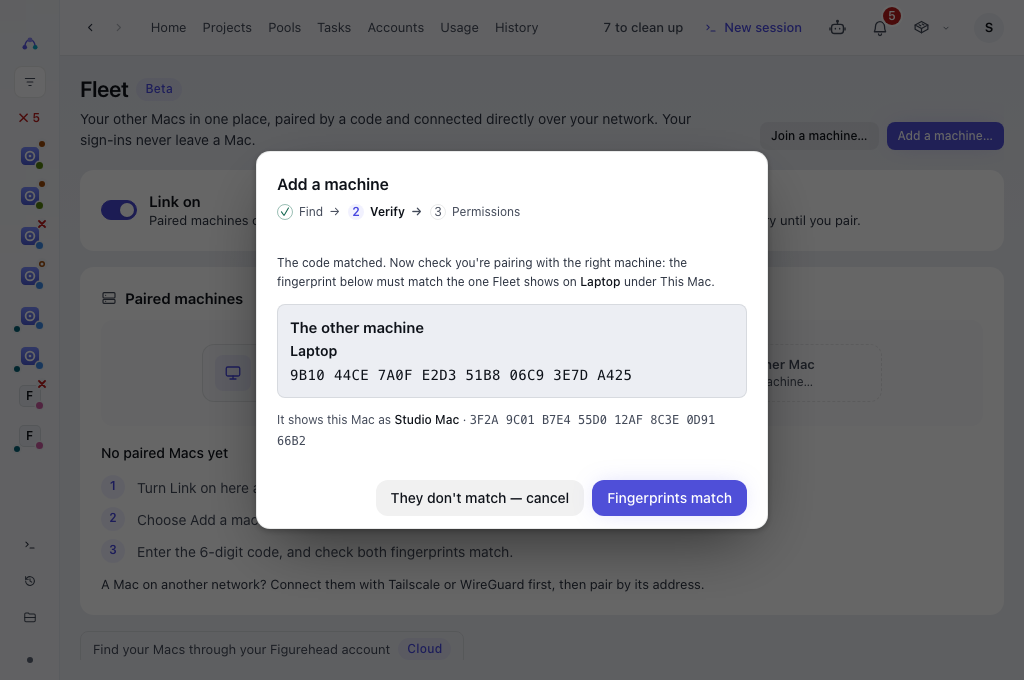 Home Projects Pools Tasks Accounts Usage History 7 to clean up New session 5 S
5
Fleet Beta
Your other Macs in one place, paired by a code and connected directly over your network. Your
sign-ins never leave a Mac.
Join a machine... Add a machine...
Link on
Paired machines
y until you pair.
Add a machine
Find → 2 Verify → 3 Permissions
The code matched. Now check you're pairing with the right machine: the
fingerprint below must match the one Fleet shows on Laptop under This Mac.
The other machine
Laptop
9B10 44CE 7A0F E2D3 51B8 06C9 3E7D A425
It shows this Mac as Studio Mac · 3F2A 9C01 B7E4 55D0 12AF 8C3E 0D91
66B2
They don't match — cancel Fingerprints match
Paired machines
Mac
No paired Macs yet
1 Turn Link on here
2 Choose Add a
3 Enter the 6-digit code, and check both fingerprints match.
A Mac on another network? Connect them with Tailscale or WireGuard first, then pair by its address.
Find your Macs through your Figurehead account Cloud
F
F